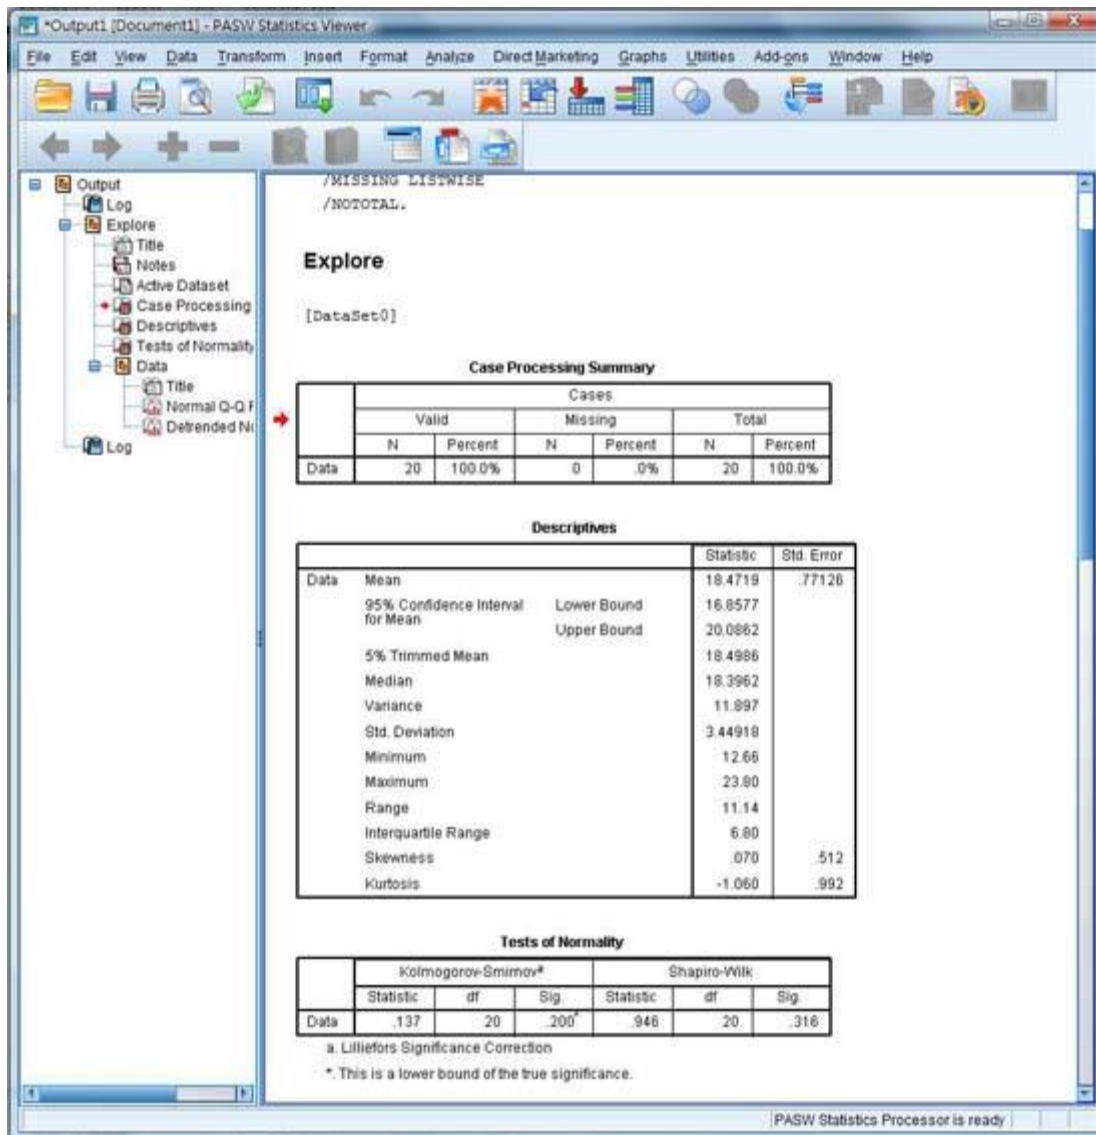 *Output1 [Document1] - PASW Statistics Viewer
File Edit View Data Transform Insert Format Analyze Direct Marketing Graphs Utilities Add-ons Window Help
Output
Log
Explore
Title
Notes
Active Dataset
Case Processing
Descriptives
Tests of Normality
Data
Title
Normal Q-Q P
Detrended No
Log
/MISSING LISTWISE
/NOTOTAL.
Explore
[DataSet0]
Case Processing Summary
Cases
Valid Missing Total
N Percent N Percent N Percent
Data 20 100.0% 0 .0% 20 100.0%
Descriptives
Statistic Std. Error
Data Mean 18.4719 .77126
95% Confidence Interval Lower Bound 16.8577
for Mean
Upper Bound 20.0862
5% Trimmed Mean 18.4986
Median 18.3962
Variance 11.897
Std. Deviation 3.44918
Minimum 12.66
Maximum 23.80
Range 11.14
Interquartile Range 6.80
Skewness .070 .512
Kurtosis -1.060 .992
Tests of Normality
Kolmogorov-Smirnovᵃ Shapiro-Wilk
Statistic df Sig. Statistic df Sig.
Data .137 20 .200* .946 20 .316
a. Lilliefors Significance Correction
*. This is a lower bound of the true significance.
PASW Statistics Processor is ready